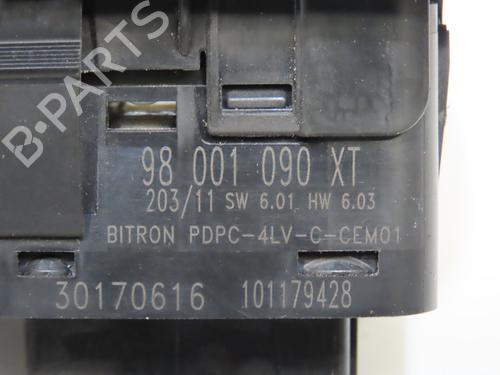 B-PARTS
98 001 090 XT
203/11 SW 6.01 HW 6.03
BITRON PDPC-4LV-C-CEM01
30170616 101179428